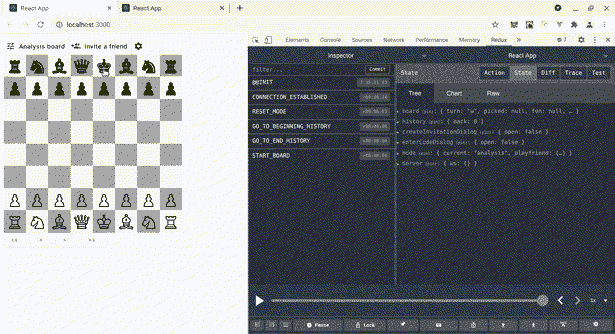 React App
React App
localhost:3000
Analysis board
Invite a friend
Elements Console Sources Network Performance Memory Redux
7
Inspector
React App
filter...
Commit
@@INIT
CONNECTION_ESTABLISHED
RESET_MODE
GO_TO_BEGINNING_HISTORY
GO_TO_END_HISTORY
START_BOARD
State
Action State Diff Trace Test
Tree Chart Raw
board (pin): { turn: "w", picked: null, fen: null, … }
history (pin): { back: 0 }
createInvitationDialog (pin): { open: false }
enterCodeDialog (pin): { open: false }
mode (pin): { current: "analysis", playfriend: {…} }
server (pin): { ws: {} }
1x
Pause
Lock